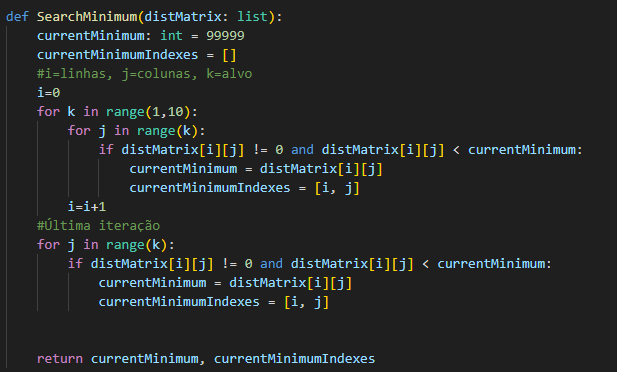 def SearchMinimum(distMatrix: list):
    currentMinimum: int = 99999
    currentMinimumIndexes = []
    #i=linhas, j=colunas, k=alvo
    i=0
    for k in range(1,10):
        for j in range(k):
            if distMatrix[i][j] != 0 and distMatrix[i][j] < currentMinimum:
                currentMinimum = distMatrix[i][j]
                currentMinimumIndexes = [i, j]
        i=i+1
    #Última iteração
    for j in range(k):
        if distMatrix[i][j] != 0 and distMatrix[i][j] < currentMinimum:
            currentMinimum = distMatrix[i][j]
            currentMinimumIndexes = [i, j]
    return currentMinimum, currentMinimumIndexes